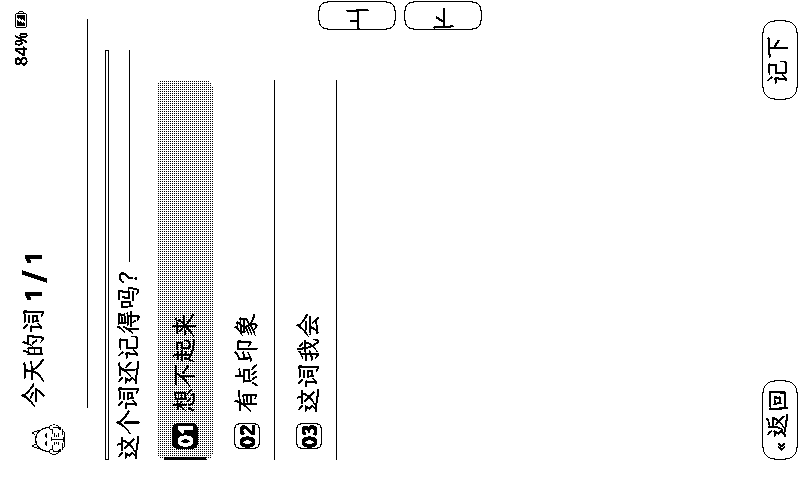 84%
今天的词 1 / 1
这个词还记得吗?
01 想不起来
02 有点印象
03 这词我会
« 返回
记下
上
下